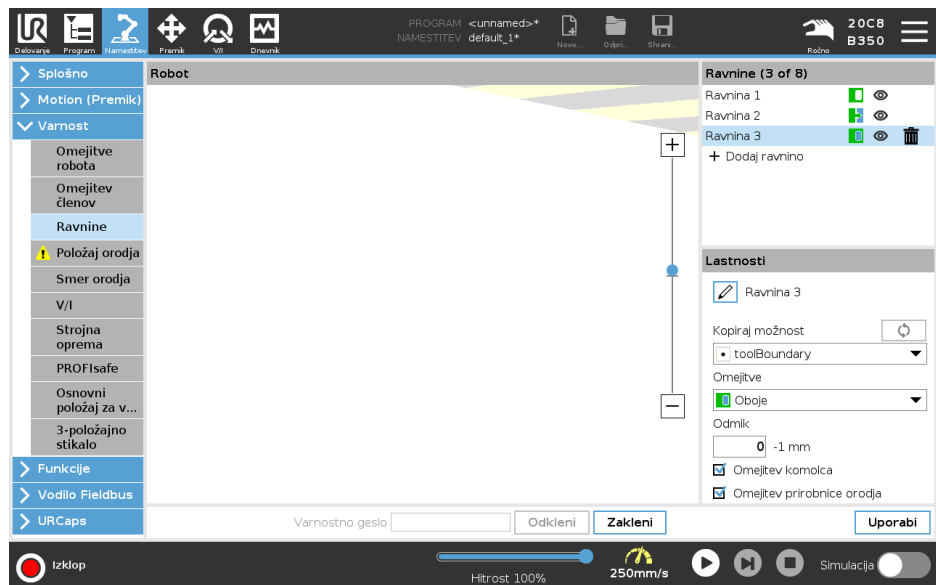 PROGRAM <unnamed>*
NAMESTITEV default_1*
Delovanje Program Namestitev Premik V/I Dnevnik
Novo... Odpri... Shrani...
Ročno
20C8
B350
Splošno
Motion (Premik)
Varnost
Omejitve
robota
Omejitev
členov
Ravnine
Položaj orodja
Smer orodja
V/I
Strojna
oprema
PROFIsafe
Osnovni
položaj za v...
3-položajno
stikalo
Funkcije
Vodilo Fieldbus
URCaps
Robot
Ravnine (3 of 8)
Ravnina 1
Ravnina 2
Ravnina 3
+ Dodaj ravnino
Lastnosti
Ravnina 3
Kopiraj možnost
toolBoundary
Omejitve
Oboje
Odmik
0 -1 mm
Omejitev komolca
Omejitev prirobnice orodja
Varnostno geslo Odkleni Zakleni Uporabi
Izklop
Hitrost 100%
250mm/s
Simulacija